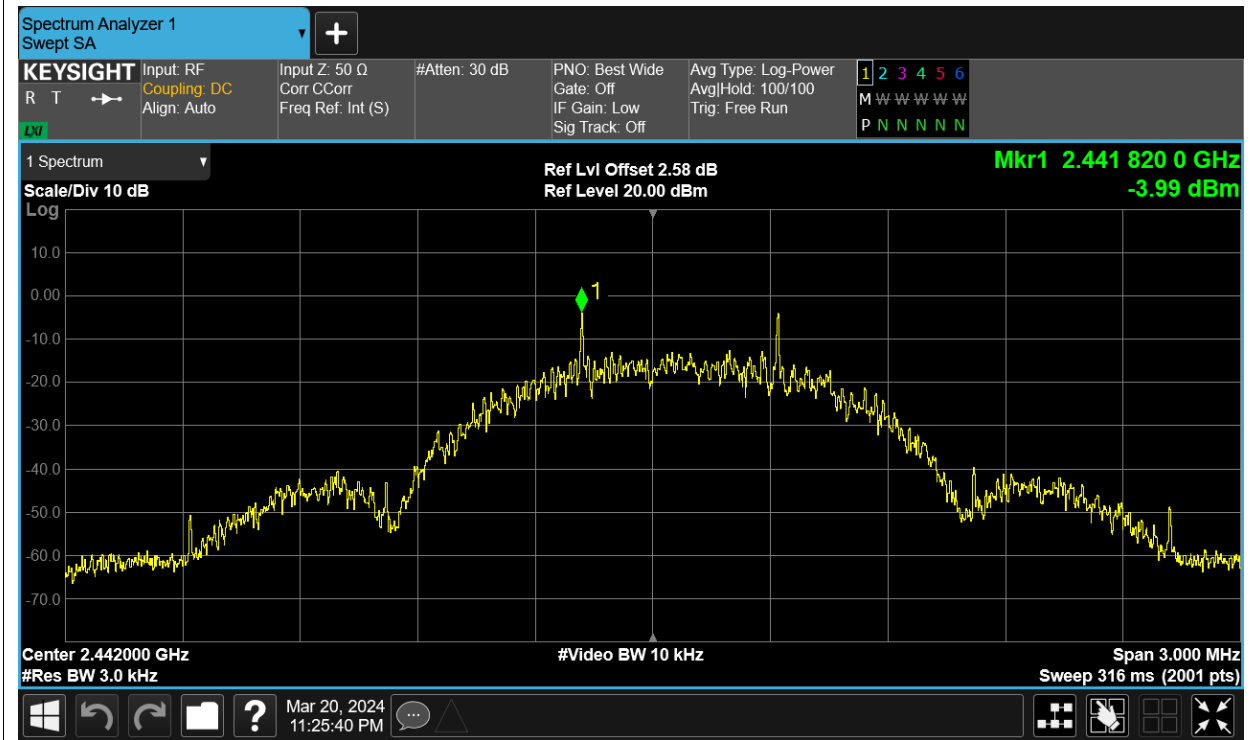 Spectrum Analyzer 1
Swept SA
+
KEYSIGHT
R T
LXI
Input: RF
Coupling: DC
Align: Auto
Input Z: 50 Ω
Corr CCorr
Freq Ref: Int (S)
#Atten: 30 dB
PNO: Best Wide
Gate: Off
IF Gain: Low
Sig Track: Off
Avg Type: Log-Power
Avg|Hold: 100/100
Trig: Free Run
1 2 3 4 5 6
M W W W W W
P N N N N N
1 Spectrum
Scale/Div 10 dB
Log
Ref Lvl Offset 2.58 dB
Ref Level 20.00 dBm
Mkr1 2.441 820 0 GHz
-3.99 dBm
10.0
0.00
-10.0
-20.0
-30.0
-40.0
-50.0
-60.0
-70.0
1
Center 2.442000 GHz
#Res BW 3.0 kHz
#Video BW 10 kHz
Span 3.000 MHz
Sweep 316 ms (2001 pts)
?
Mar 20, 2024
11:25:40 PM